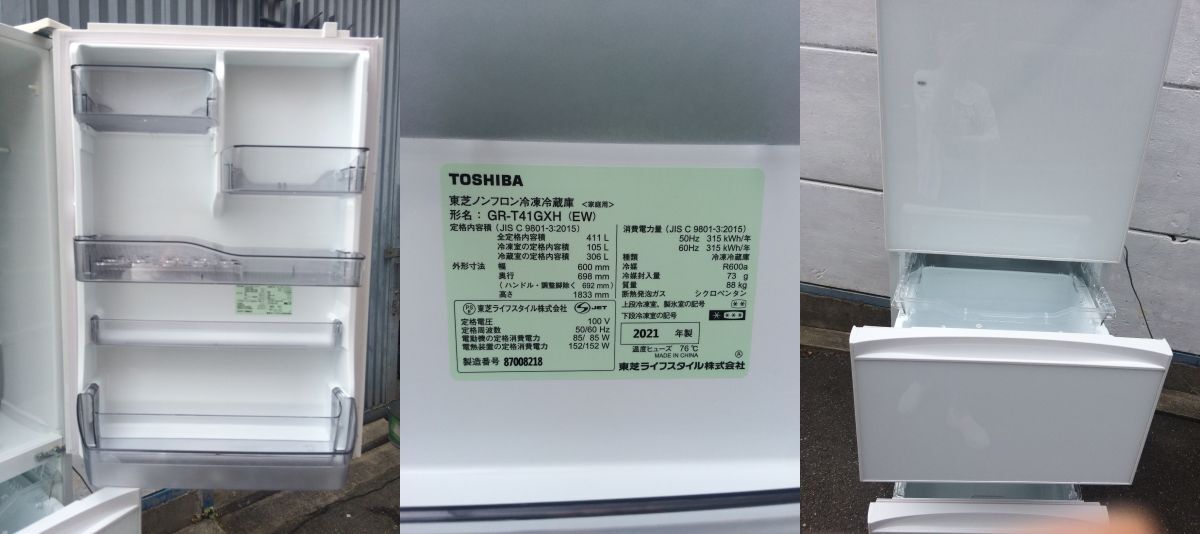 TOSHIBA
東芝ノンフロン冷凍冷蔵庫 <家庭用>
形名: GR-T41GXH (EW)
定格内容積 (JIS C 9801-3:2015)
全定格内容積 411 L
冷凍室の定格内容積 105 L
冷蔵室の定格内容積 306 L
外形寸法 幅 600 mm
奥行 698 mm
(ハンドル・調整脚除く 692 mm)
高さ 1833 mm
PS E 東芝ライフスタイル株式会社 JET
定格電圧 100 V
定格周波数 50/60 Hz
電動機の定格消費電力 85/ 85 W
電熱装置の定格消費電力 152/152 W
製造番号 87008218
消費電力量 (JIS C 9801-3:2015)
50Hz 315 kWh/年
60Hz 315 kWh/年
種類 冷凍冷蔵庫
冷媒 R600a
冷媒封入量 73 g
質量 88 kg
断熱発泡ガス シクロペンタン
上段冷凍室、製氷室の記号 **
下段冷凍室の記号 ****
2021 年製
温度ヒューズ 76℃
MADE IN CHINA Ⓐ
東芝ライフスタイル株式会社